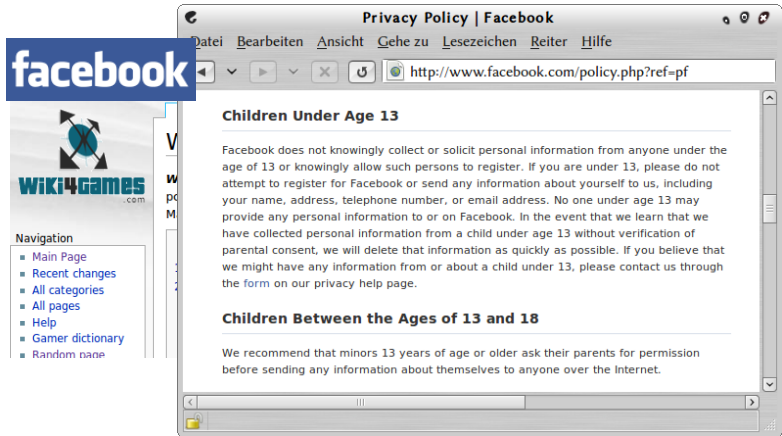 Privacy Policy | Facebook
Datei Bearbeiten Ansicht Gehe zu Lesezeichen Reiter Hilfe
http://www.facebook.com/policy.php?ref=pf
facebook
WIKI4GAMES
.com
Navigation
Main Page
Recent changes
All categories
All pages
Help
Gamer dictionary
Random page
Children Under Age 13
Facebook does not knowingly collect or solicit personal information from anyone under the
age of 13 or knowingly allow such persons to register. If you are under 13, please do not
attempt to register for Facebook or send any information about yourself to us, including
your name, address, telephone number, or email address. No one under age 13 may
provide any personal information to or on Facebook. In the event that we learn that we
have collected personal information from a child under age 13 without verification of
parental consent, we will delete that information as quickly as possible. If you believe that
we might have any information from or about a child under 13, please contact us through
the form on our privacy help page.
Children Between the Ages of 13 and 18
We recommend that minors 13 years of age or older ask their parents for permission
before sending any information about themselves to anyone over the Internet.